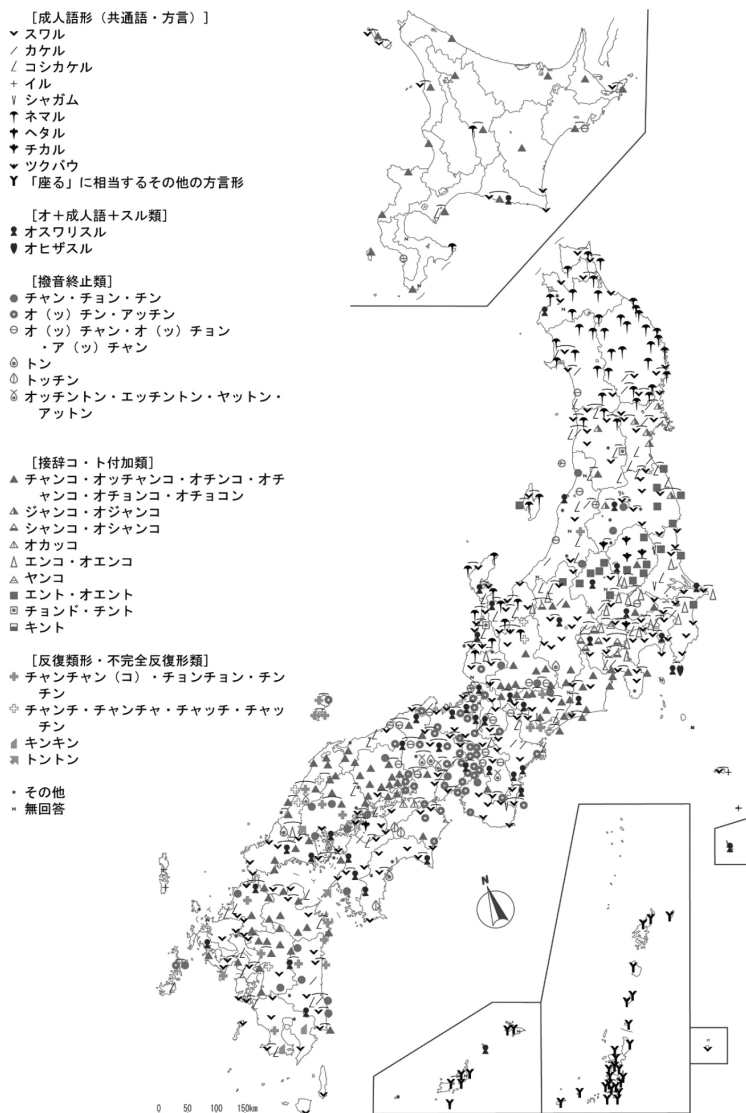 [成人語形(共通語・方言)]
スワル
カケル
コシカケル
イル
シャガム
ネマル
ヘタル
チカル
ツクバウ
「座る」に相当するその他の方言形
[オ+成人語+スル類]
オスワリスル
オヒザスル
[撥音終止類]
チャン・チョン・チン
オ(ッ)チン・アッチン
オ(ッ)チャン・オ(ッ)チョン
・ア(ッ)チャン
トン
トッチン
オッチントン・エッチントン・ヤットン・
アットン
[接辞コ・ト付加類]
チャンコ・オッチャンコ・オチンコ・オチ
ャンコ・オチョンコ・オチョコン
ジャンコ・オジャンコ
シャンコ・オシャンコ
オカッコ
エンコ・オエンコ
ヤンコ
エント・オエント
チョンド・チント
キント
[反復類形・不完全反復形類]
チャンチャン(コ)・チョンチョン・チン
チン
チャンチ・チャンチャ・チャッチ・チャッ
チン
キンキン
トントン
その他
無回答
N
0 50 100 150km